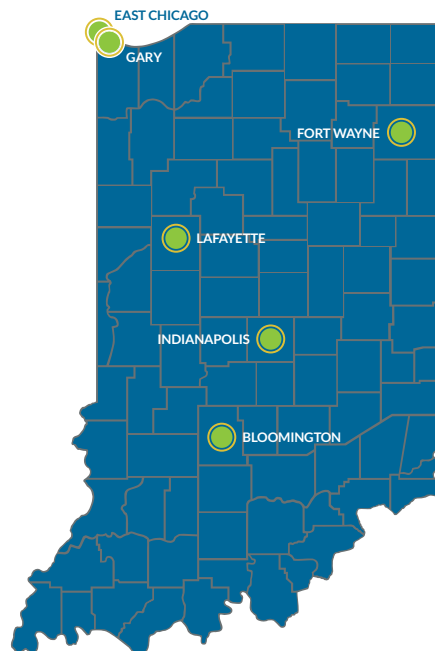 EAST CHICAGO
GARY
FORT WAYNE
LAFAYETTE
INDIANAPOLIS
BLOOMINGTON